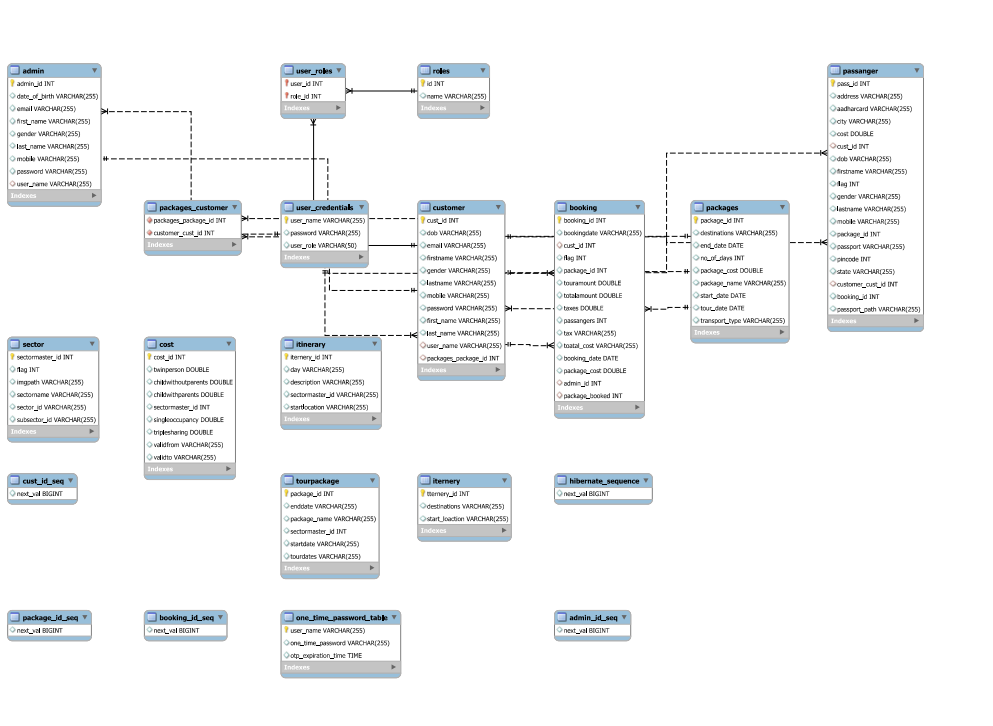 admin
admin_id INT
date_of_birth VARCHAR(255)
email VARCHAR(255)
first_name VARCHAR(255)
gender VARCHAR(255)
last_name VARCHAR(255)
mobile VARCHAR(255)
password VARCHAR(255)
user_name VARCHAR(255)
Indexes
user_roles
user_id INT
role_id INT
Indexes
roles
id INT
name VARCHAR(255)
Indexes
passanger
pass_id INT
address VARCHAR(255)
aadharcard VARCHAR(255)
city VARCHAR(255)
cost DOUBLE
cust_id INT
dob VARCHAR(255)
firstname VARCHAR(255)
flag INT
gender VARCHAR(255)
lastname VARCHAR(255)
mobile VARCHAR(255)
package_id INT
passport VARCHAR(255)
pincode INT
state VARCHAR(255)
customer_cust_id INT
booking_id INT
passport_path VARCHAR(255)
Indexes
packages_customer
packages_package_id INT
customer_cust_id INT
Indexes
user_credentials
user_name VARCHAR(255)
password VARCHAR(255)
user_role VARCHAR(50)
Indexes
customer
cust_id INT
dob VARCHAR(255)
email VARCHAR(255)
firstname VARCHAR(255)
gender VARCHAR(255)
lastname VARCHAR(255)
mobile VARCHAR(255)
password VARCHAR(255)
first_name VARCHAR(255)
last_name VARCHAR(255)
user_name VARCHAR(255)
packages_package_id INT
Indexes
booking
booking_id INT
bookingdate VARCHAR(255)
cust_id INT
flag INT
package_id INT
touramount DOUBLE
totalamount DOUBLE
taxes DOUBLE
passengers INT
tax VARCHAR(255)
toatal_cost VARCHAR(255)
booking_date DATE
package_cost DOUBLE
admin_id INT
package_booked INT
Indexes
packages
package_id INT
destinations VARCHAR(255)
end_date DATE
no_of_days INT
package_cost DOUBLE
package_name VARCHAR(255)
start_date DATE
tour_date DATE
transport_type VARCHAR(255)
Indexes
sector
sectormaster_id INT
flag INT
imgpath VARCHAR(255)
sectorname VARCHAR(255)
sector_id VARCHAR(255)
subsector_id VARCHAR(255)
Indexes
cost
cost_id INT
twinperson DOUBLE
childwithoutparents DOUBLE
childwithparents DOUBLE
sectormaster_id INT
singleoccupancy DOUBLE
triplesharing DOUBLE
validfrom VARCHAR(255)
validto VARCHAR(255)
Indexes
itinerary
iternery_id INT
day VARCHAR(255)
description VARCHAR(255)
sectormaster_id VARCHAR(255)
startlocation VARCHAR(255)
Indexes
cust_id_seq
next_val BIGINT
tourpackage
package_id INT
enddate VARCHAR(255)
package_name VARCHAR(255)
sectormaster_id INT
startdate VARCHAR(255)
tourdates VARCHAR(255)
Indexes
iternery
itternery_id INT
destinations VARCHAR(255)
start_loaction VARCHAR(255)
Indexes
hibernate_sequence
next_val BIGINT
package_id_seq
next_val BIGINT
booking_id_seq
next_val BIGINT
one_time_password_table
user_name VARCHAR(255)
one_time_password VARCHAR(255)
otp_expiration_time TIME
Indexes
admin_id_seq
next_val BIGINT